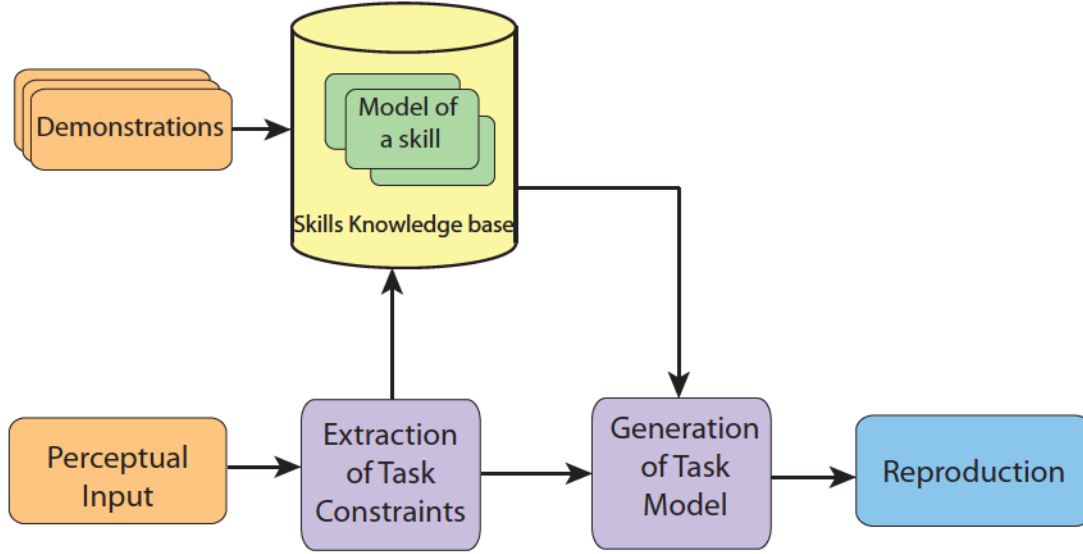 Demonstrations
Model of
a skill
Skills Knowledge base
Perceptual
Input
Extraction
of Task
Constraints
Generation
of Task
Model
Reproduction